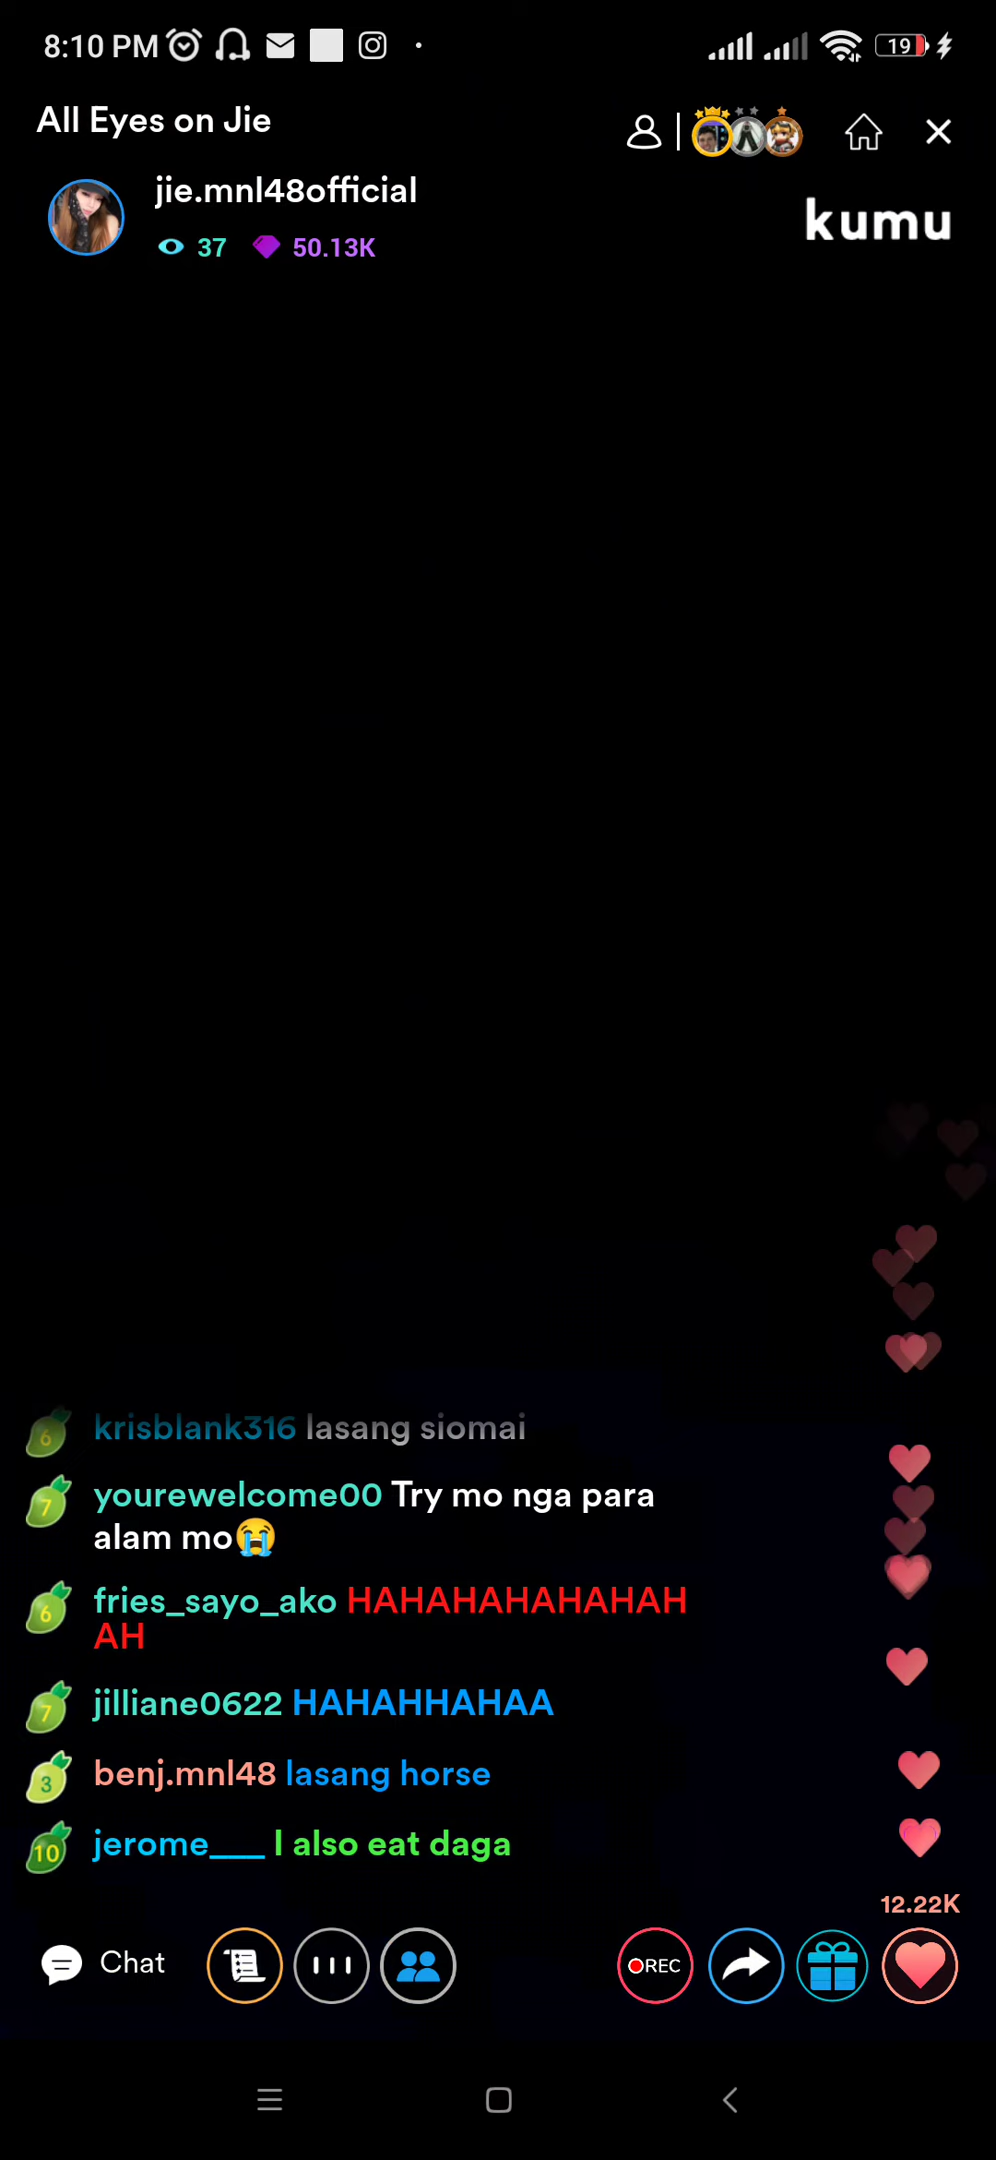 8:10 PM
19
All Eyes on Jie
jie.mnl48official
37 50.13K
kumu
6 krisblank316 lasang siomai
7 yourewelcome00 Try mo nga para
alam mo😭
6 fries_sayo_ako HAHAHAHAHAHAH
AH
7 jilliane0622 HAHAHHAHAA
3 benj.mnl48 lasang horse
10 jerome___ I also eat daga
12.22K
Chat
REC